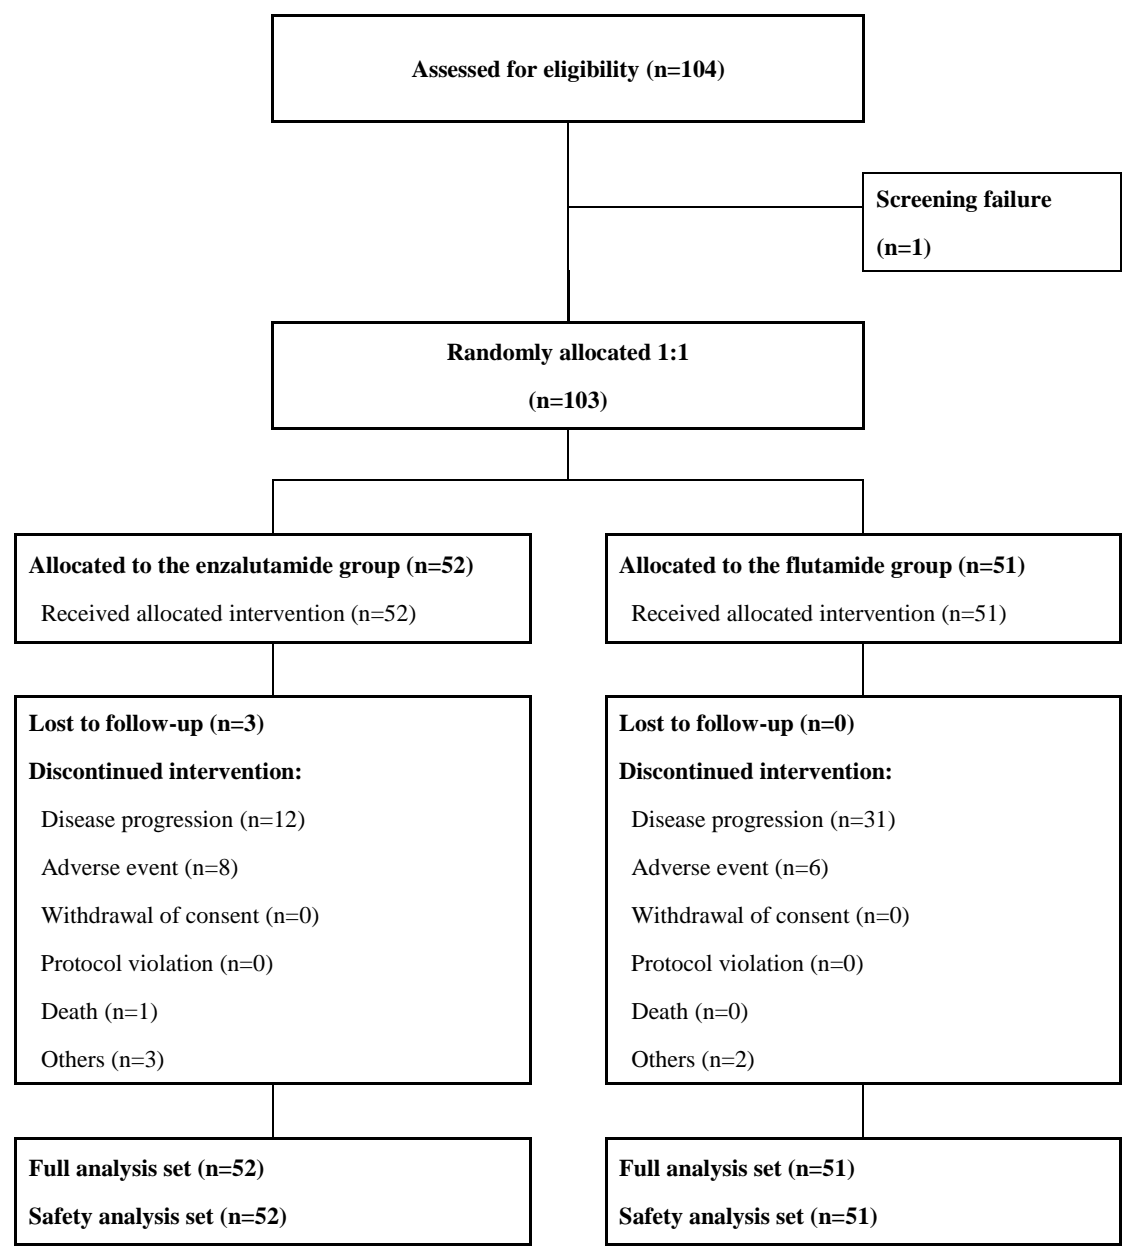 Assessed for eligibility (n=104)
Screening failure
(n=1)
Randomly allocated 1:1
(n=103)
Allocated to the enzalutamide group (n=52)
Received allocated intervention (n=52)
Allocated to the flutamide group (n=51)
Received allocated intervention (n=51)
Lost to follow-up (n=3)
Discontinued intervention:
Disease progression (n=12)
Adverse event (n=8)
Withdrawal of consent (n=0)
Protocol violation (n=0)
Death (n=1)
Others (n=3)
Lost to follow-up (n=0)
Discontinued intervention:
Disease progression (n=31)
Adverse event (n=6)
Withdrawal of consent (n=0)
Protocol violation (n=0)
Death (n=0)
Others (n=2)
Full analysis set (n=52)
Safety analysis set (n=52)
Full analysis set (n=51)
Safety analysis set (n=51)